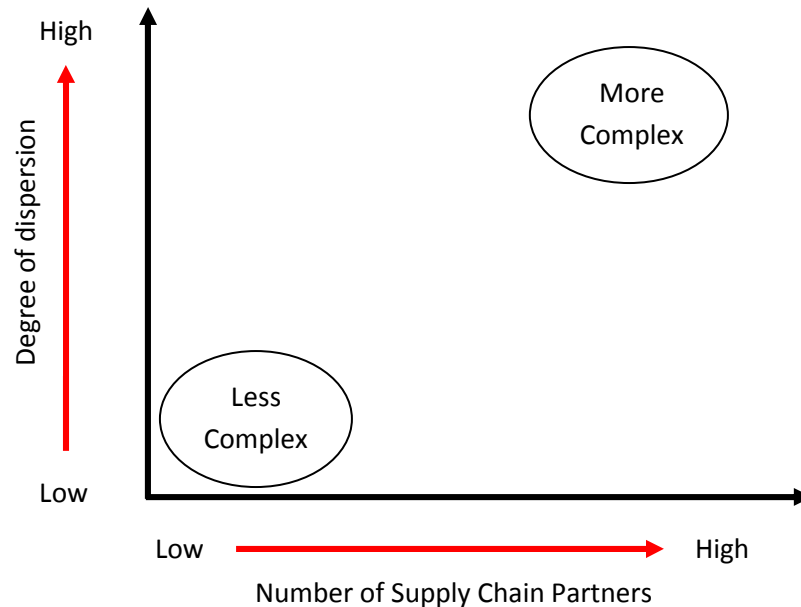 High
More
Complex
Degree of dispersion
Less
Complex
Low
Low
High
Number of Supply Chain Partners